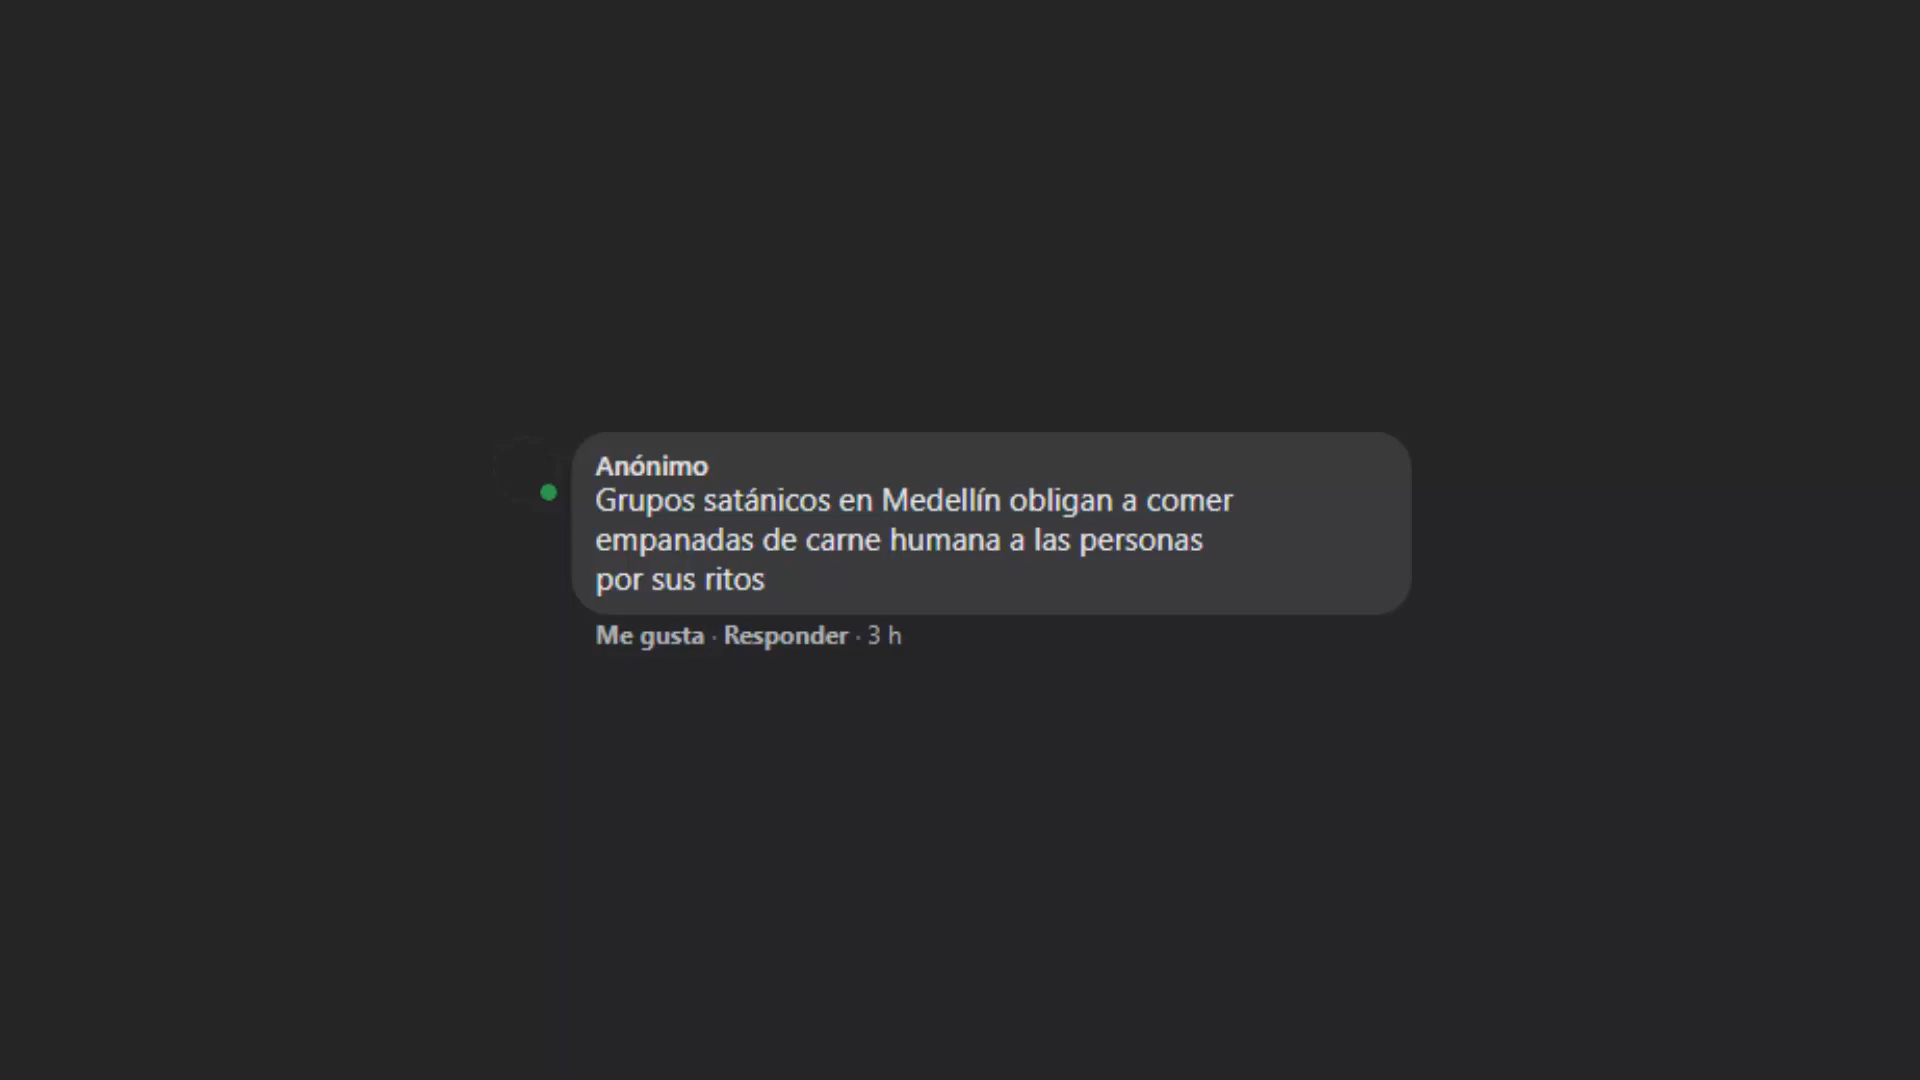 Anónimo
Grupos satánicos en Medellín obligan a comer
empanadas de carne humana a las personas
por sus ritos
Me gusta · Responder · 3 h